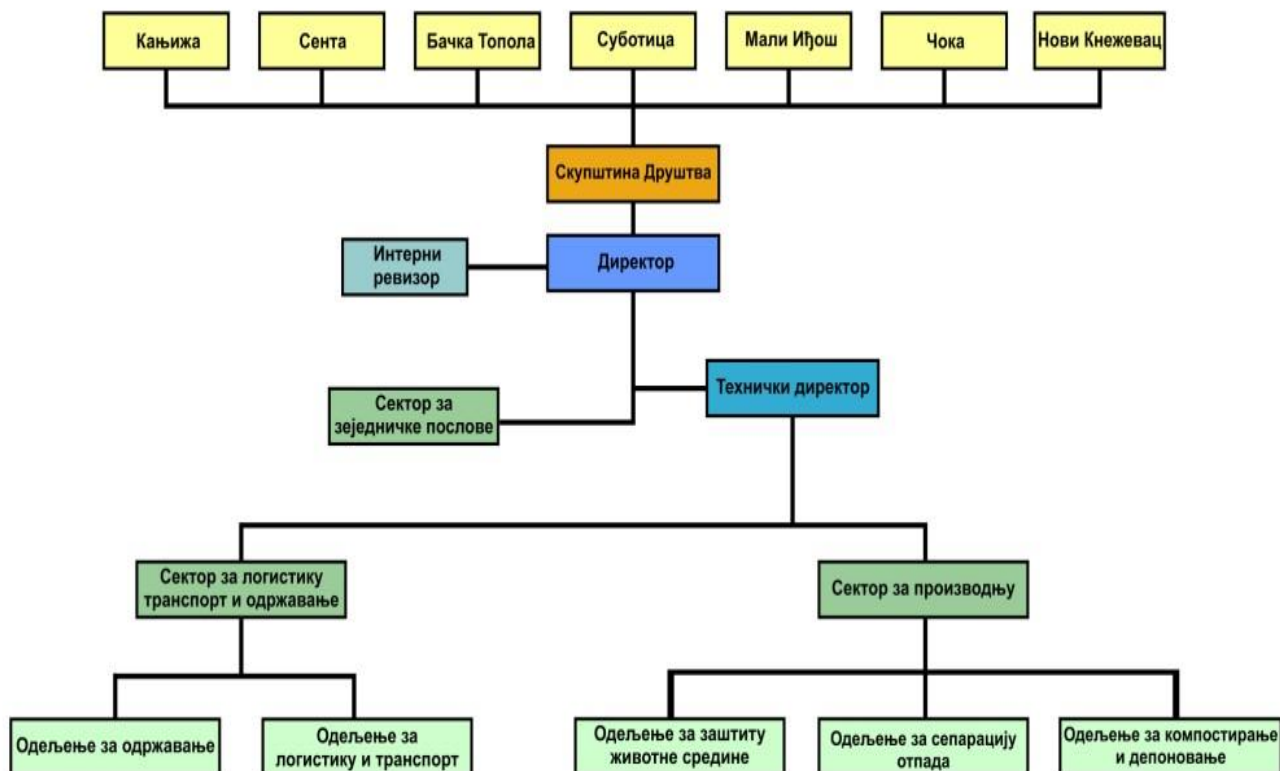 Кањижа
Сента
Бачка Топола
Суботица
Мали Иђош
Чока
Нови Кнежевац
Скупштина Друштва
Интерни
ревизор
Директор
Технички директор
Сектор за
зеједничке послове
Сектор за логистику
транспорт и одржавање
Сектор за производњу
Одељење за одржавање
Одељење за
логистику и транспорт
Одељење за заштиту
животне средине
Одељење за сепарацију
отпада
Одељење за компостирање
и депоновање